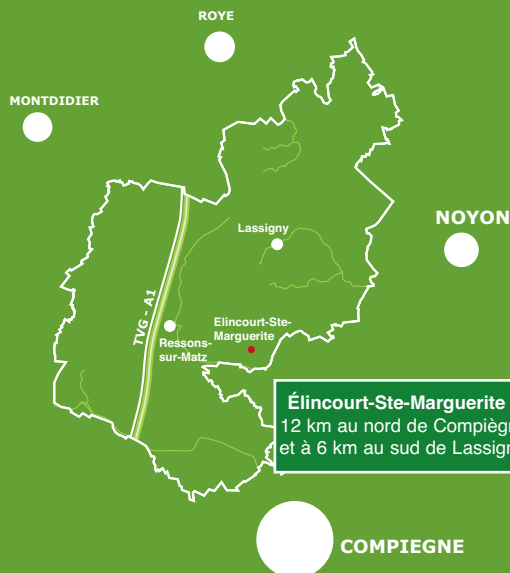 ROYE
MONTDIDIER
NOYON
Lassigny
TVG - A1
Elincourt-Ste-
Marguerite
Ressons-
sur-Matz
Élincourt-Ste-Marguerite
12 km au nord de Compiègn
et à 6 km au sud de Lassign
COMPIEGNE